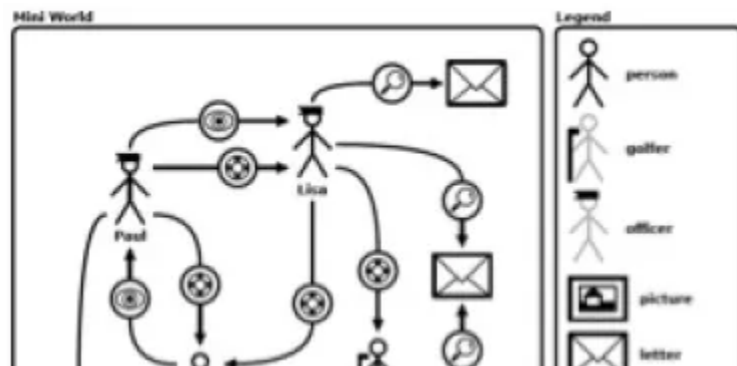 Mini World
Legend
person
golfer
officer
picture
letter
Lisa
Paul